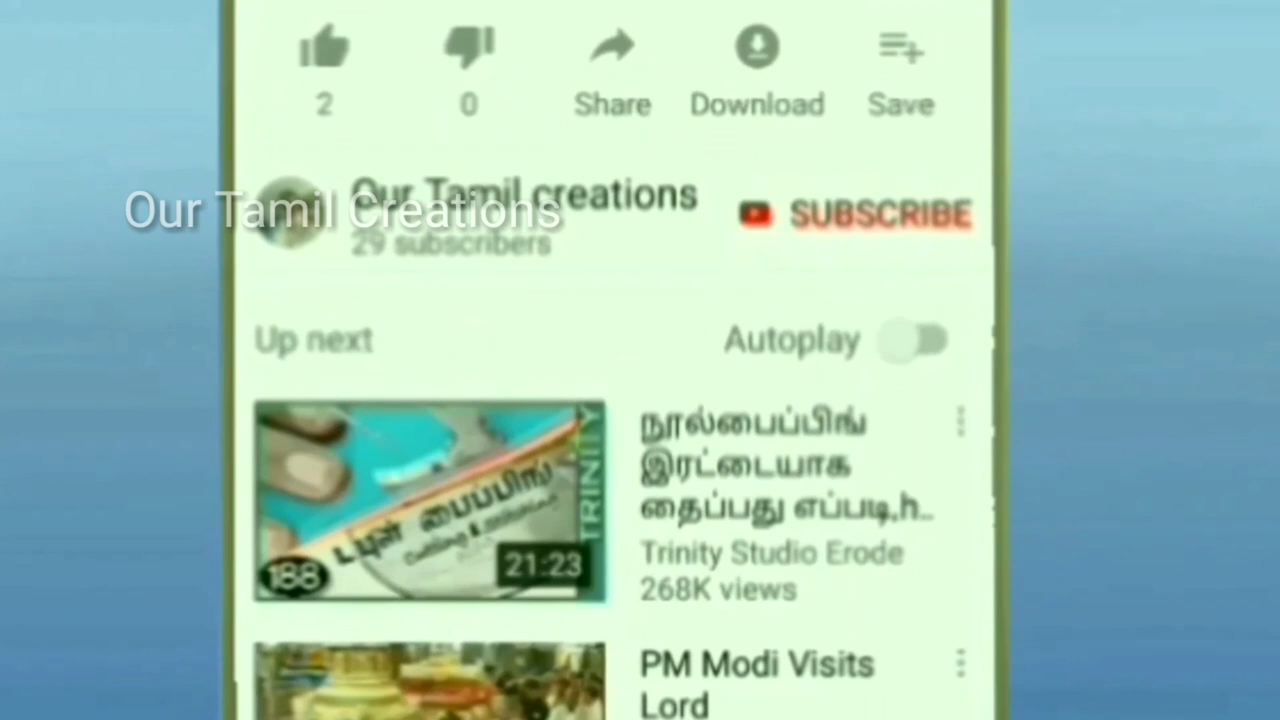 2
0
Share
Download
Save
Our Tamil creations
Our Tamil Creations
29 subscribers
SUBSCRIBE
Up next
Autoplay
நூல்பைப்பிங்
இரட்டையாக
தைப்பது எப்படி,h..
Trinity Studio Erode
268K views
டபுள் பைப்பிங்
TRINITY
188
21:23
PM Modi Visits
Lord